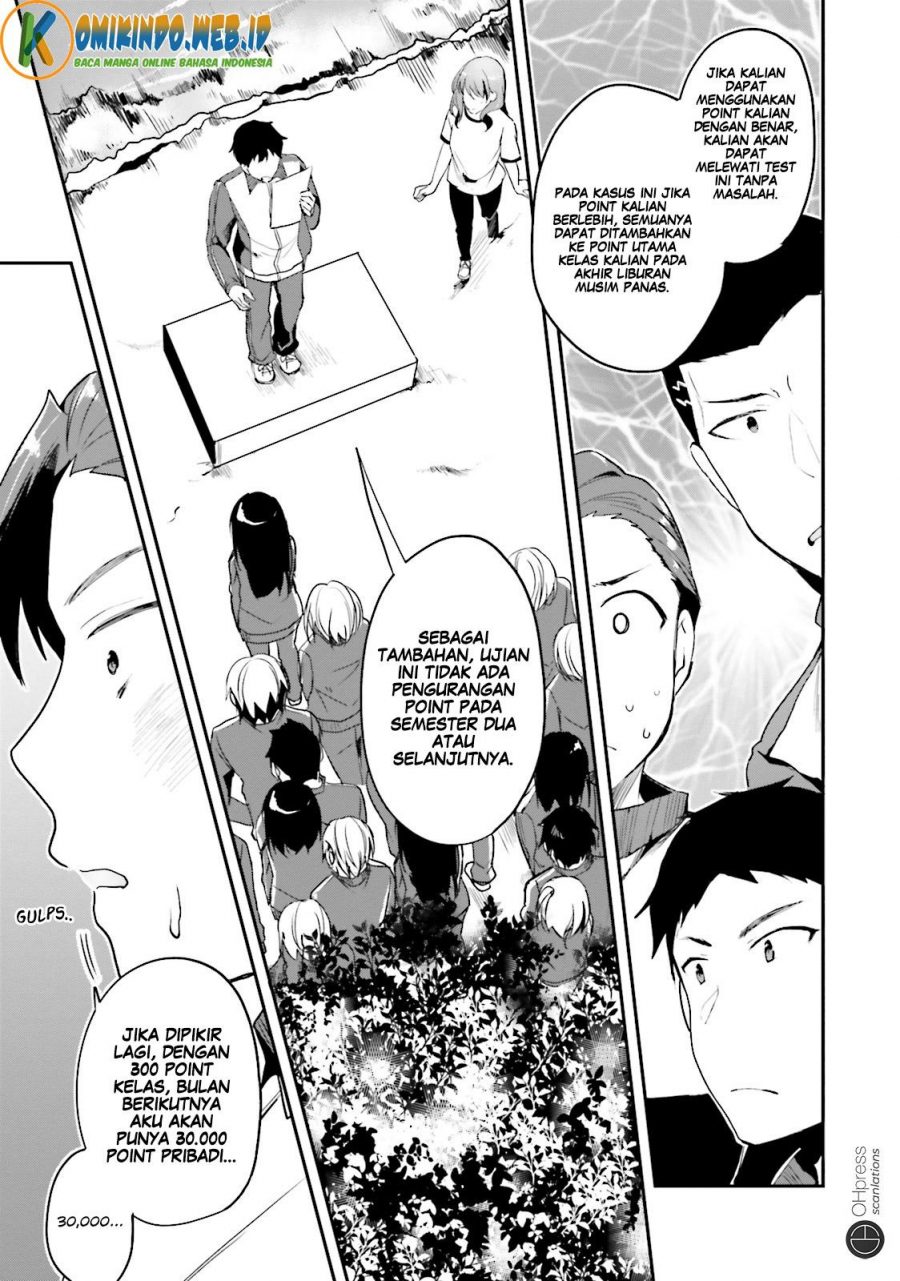 KOMIKINDO.WEB.ID
BACA MANGA ONLINE BAHASA INDONESIA
JIKA KALIAN
DAPAT
MENGGUNAKAN
POINT KALIAN
DENGAN BENAR,
KALIAN AKAN
DAPAT
MELEWATI TEST
INI TANPA
MASALAH.
PADA KASUS INI JIKA
POINT KALIAN
BERLEBIH, SEMUANYA
DAPAT DITAMBAHKAN
KE POINT UTAMA
KELAS KALIAN PADA
AKHIR LIBURAN
MUSIM PANAS.
SEBAGAI
TAMBAHAN, UJIAN
INI TIDAK ADA
PENGURANGAN
POINT PADA
SEMESTER DUA
ATAU
SELANJUTNYA.
GULPS..
JIKA DIPIKIR
LAGI, DENGAN
300 POINT
KELAS, BULAN
BERIKUTNYA
AKU AKAN
PUNYA 30.000
POINT PRIBADI...
30,000...
OHpress
scanlations